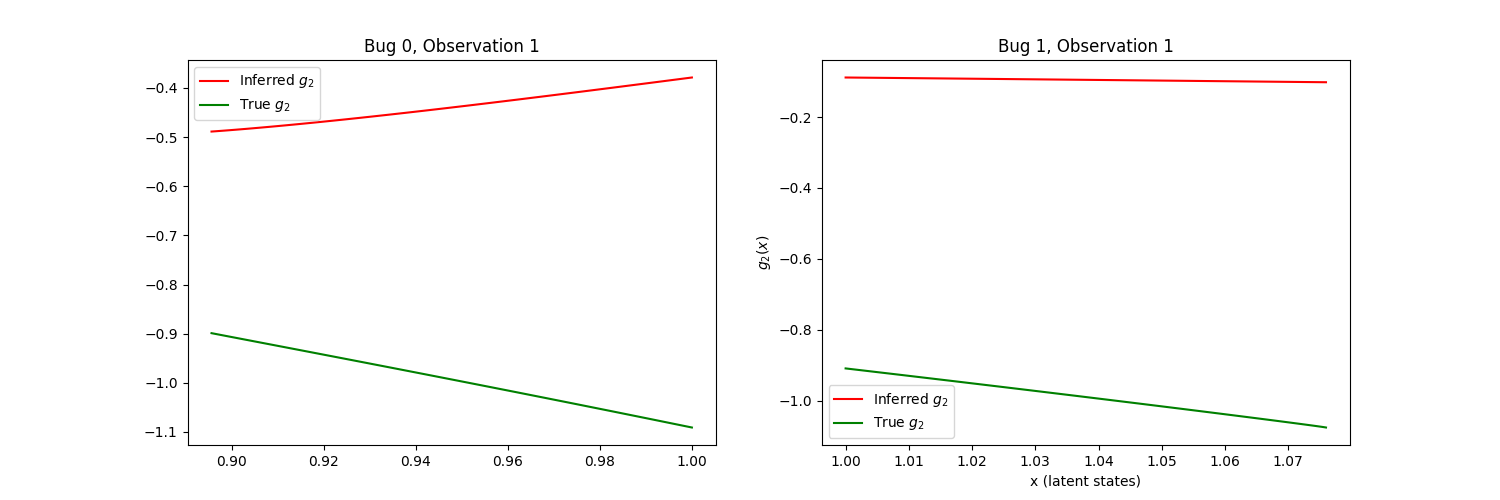 Bug 0, Observation 1
Inferred g₂
True g₂
−0.4
−0.5
−0.6
−0.7
−0.8
−0.9
−1.0
−1.1
0.90 0.92 0.94 0.96 0.98 1.00
Bug 1, Observation 1
g₂(x)
−0.2
−0.4
−0.6
−0.8
−1.0
Inferred g₂
True g₂
1.00 1.01 1.02 1.03 1.04 1.05 1.06 1.07
x (latent states)